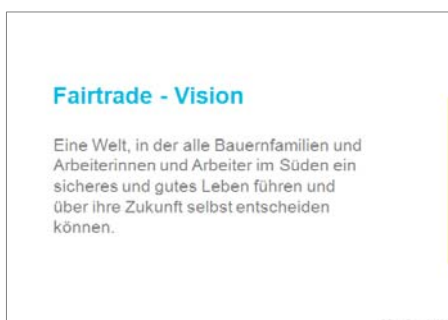 Fairtrade - Vision
Eine Welt, in der alle Bauernfamilien und
Arbeiterinnen und Arbeiter im Süden ein
sicheres und gutes Leben führen und
über ihre Zukunft selbst entscheiden
können.